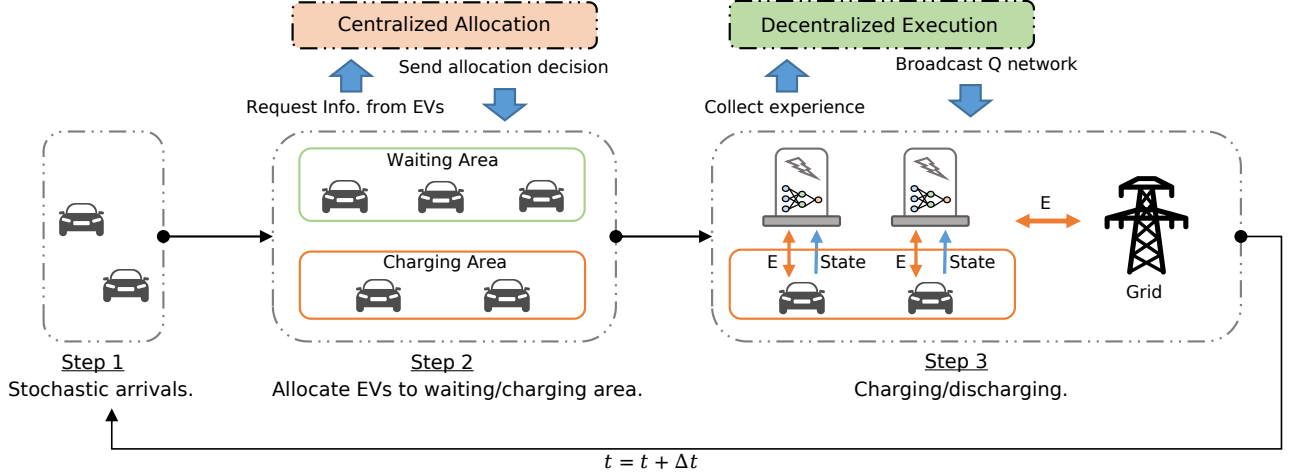 Centralized Allocation
Decentralized Execution
Send allocation decision
Broadcast Q network
Request Info. from EVs
Collect experience
Waiting Area
Charging Area
E
State
E
State
E
Grid
Step 1
Stochastic arrivals.
Step 2
Allocate EVs to waiting/charging area.
Step 3
Charging/discharging.
t = t + Δt